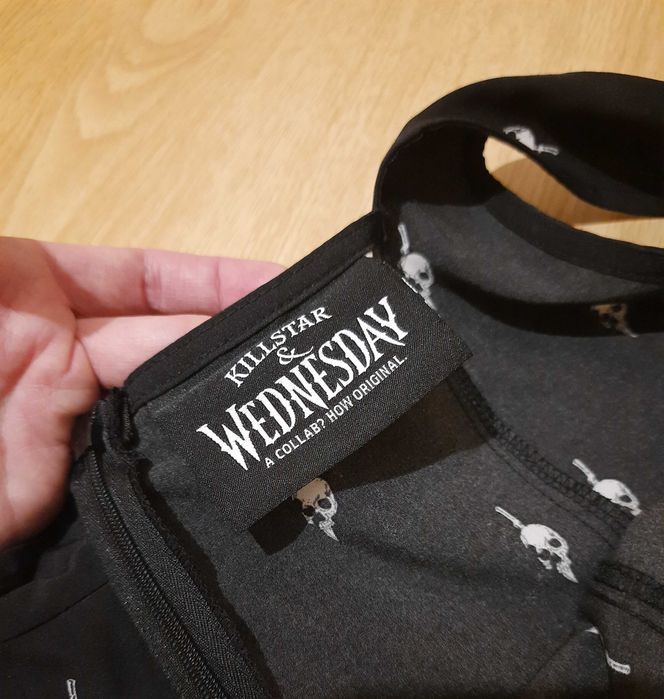 KILLSTAR
&
WEDNESDAY
A COLLAB? HOW ORIGINAL.